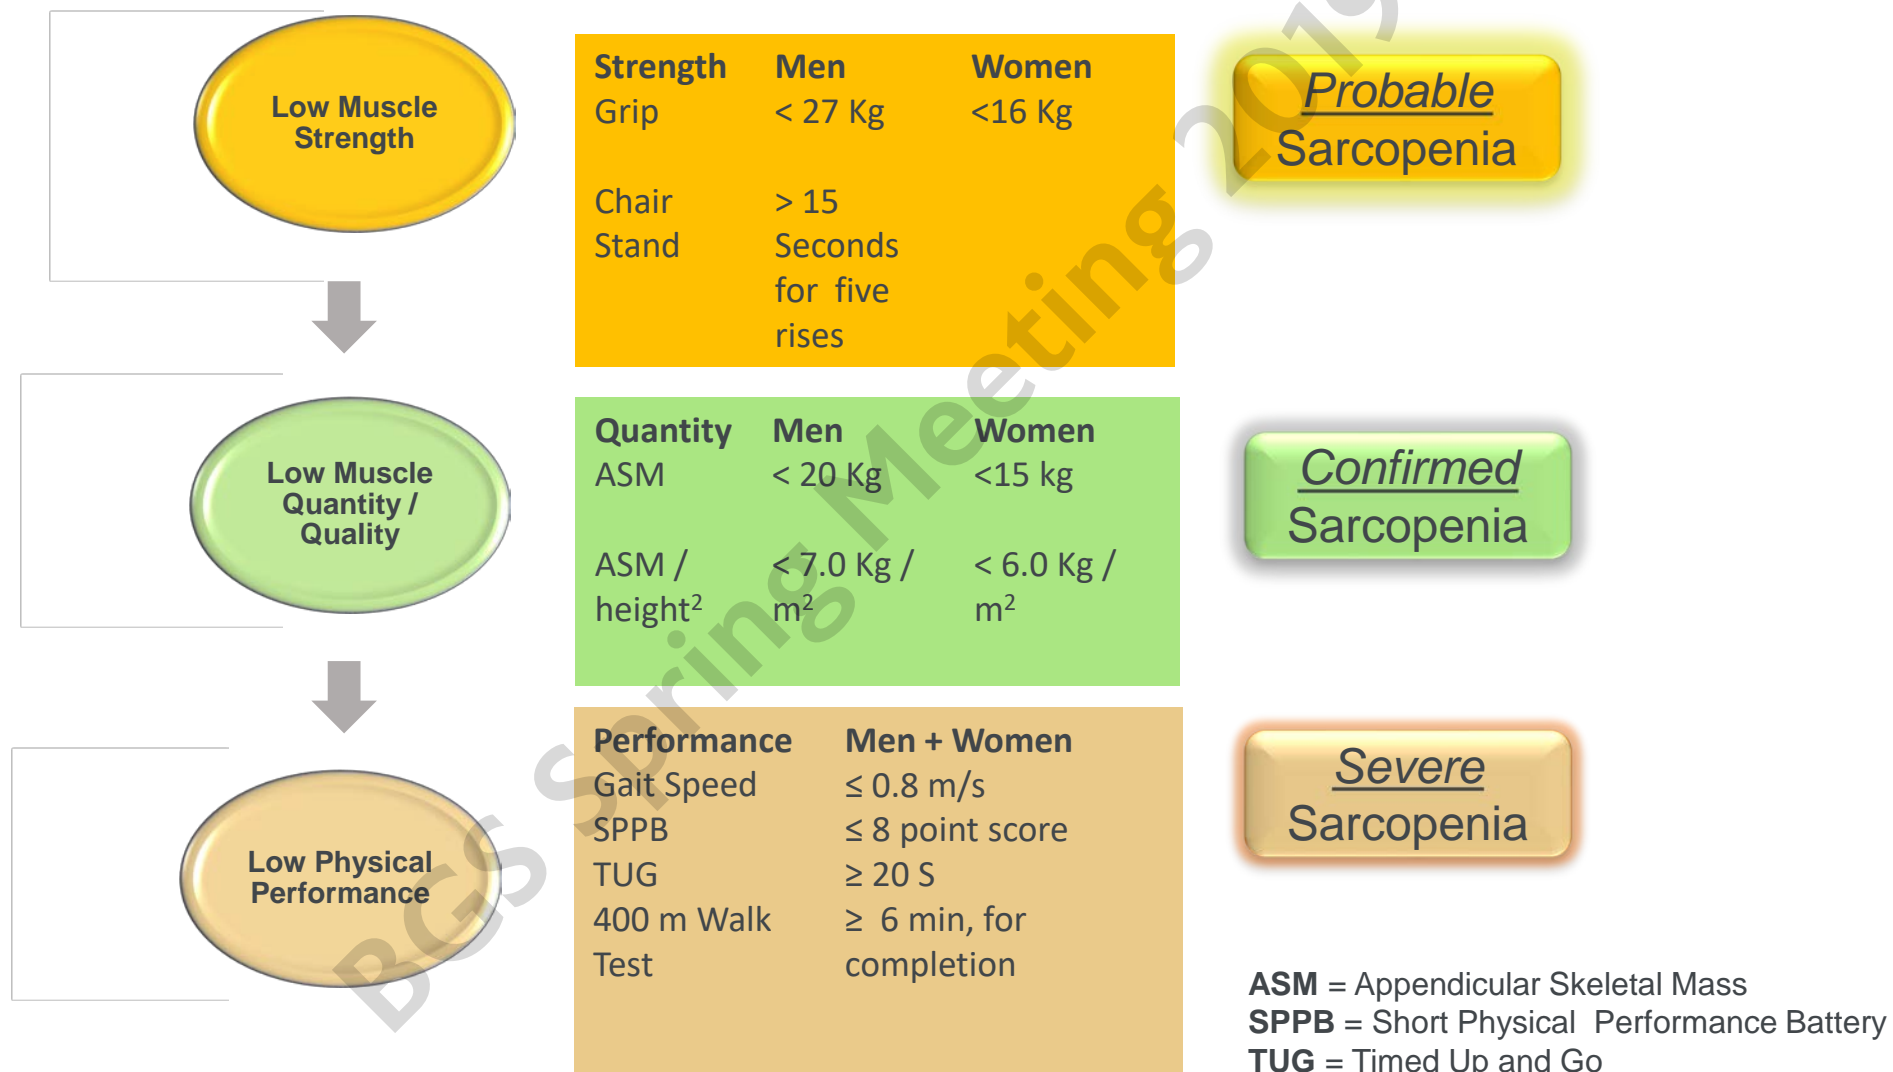 Low Muscle
Strength
Strength Men Women
Grip < 27 Kg <16 Kg
Chair > 15
Stand Seconds
for five
rises
Probable
Sarcopenia
Low Muscle
Quantity /
Quality
Quantity Men Women
ASM < 20 Kg <15 kg
ASM / < 7.0 Kg / < 6.0 Kg /
height² m² m²
Confirmed
Sarcopenia
Low Physical
Performance
Performance Men + Women
Gait Speed ≤ 0.8 m/s
SPPB ≤ 8 point score
TUG ≥ 20 S
400 m Walk ≥ 6 min, for
Test completion
Severe
Sarcopenia
ASM = Appendicular Skeletal Mass
SPPB = Short Physical Performance Battery
TUG = Timed Up and Go
BGS Spring Meeting 2019